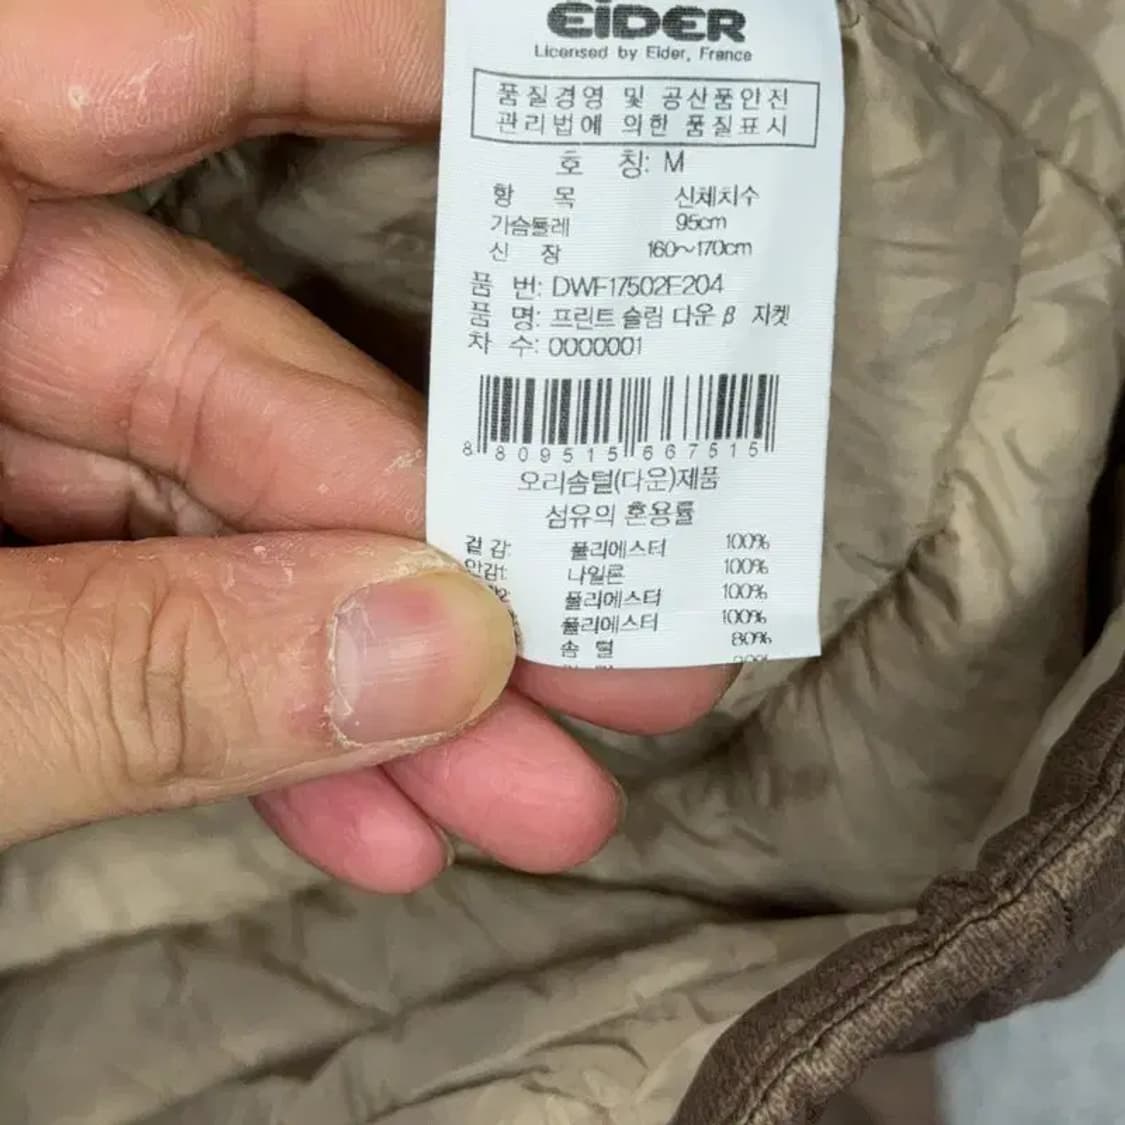 EiDER
Licensed by Eider, France
품질경영 및 공산품안전
관리법에 의한 품질표시
호 칭: M
항 목 신체치수
가슴둘레 95cm
신 장 160~170cm
품 번: DWF17502F204
품 명: 프린트 슬림 다운 β 자켓
차 수: 0000001
8 809515 667515
오리솜털(다운)제품
섬유의 혼용률
겉감: 폴리에스터 100%
안감1: 나일론 100%
폴리에스터 100%
폴리에스터 100%
솜 털 80%